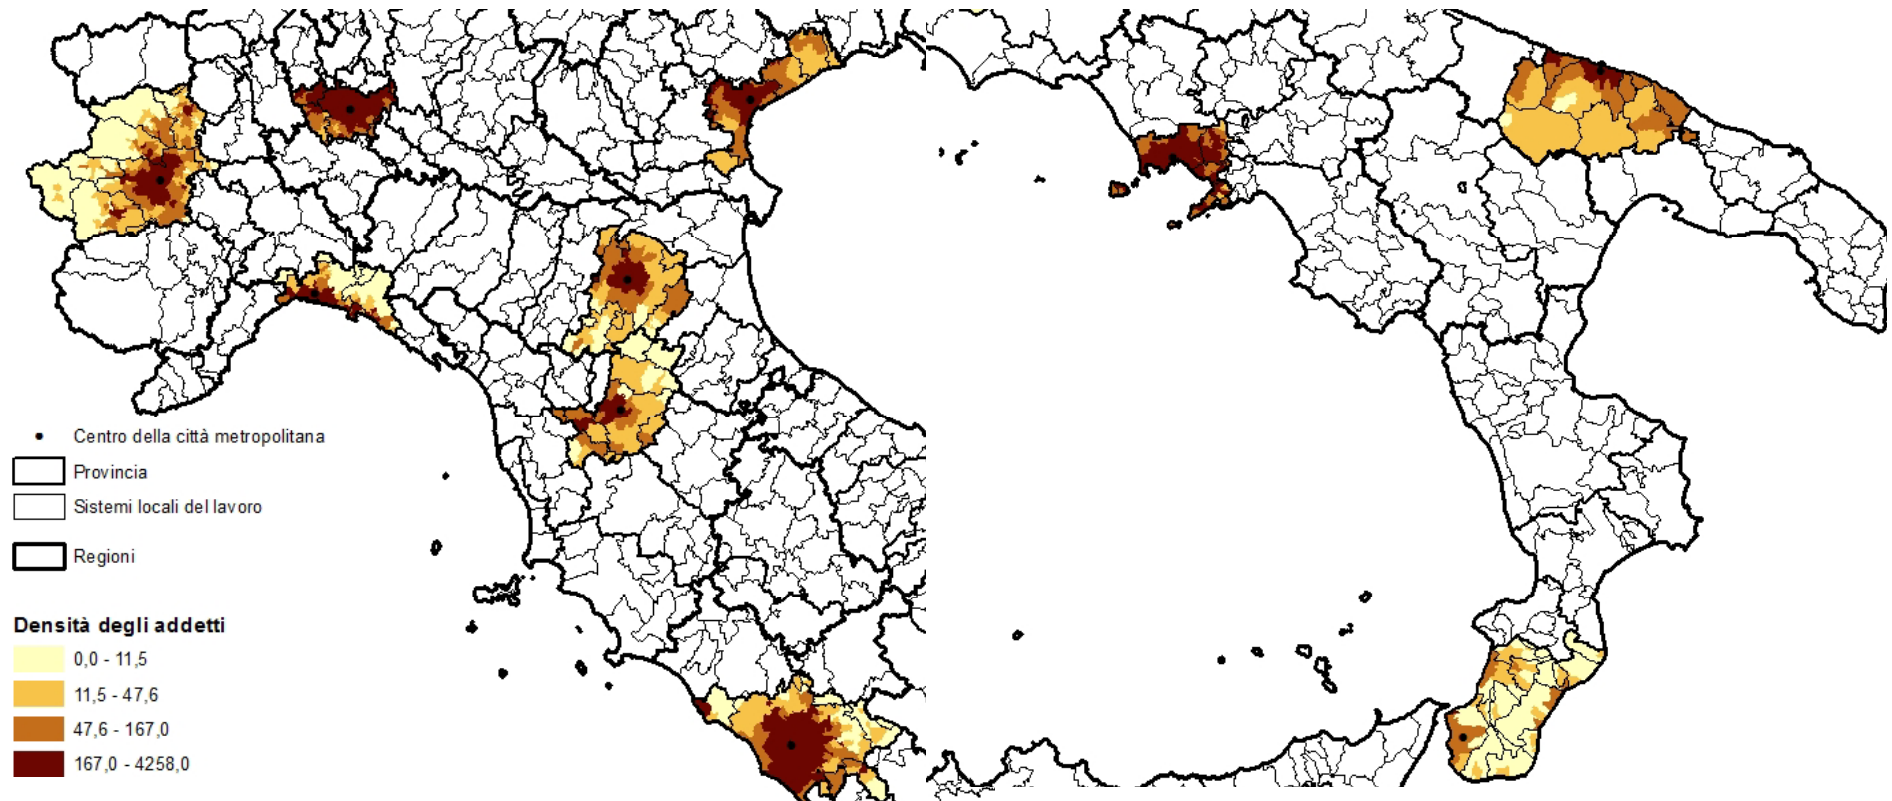 Centro della città metropolitana
Provincia
Sistemi locali del lavoro
Regioni
Densità degli addetti
0,0 - 11,5
11,5 - 47,6
47,6 - 167,0
167,0 - 4258,0